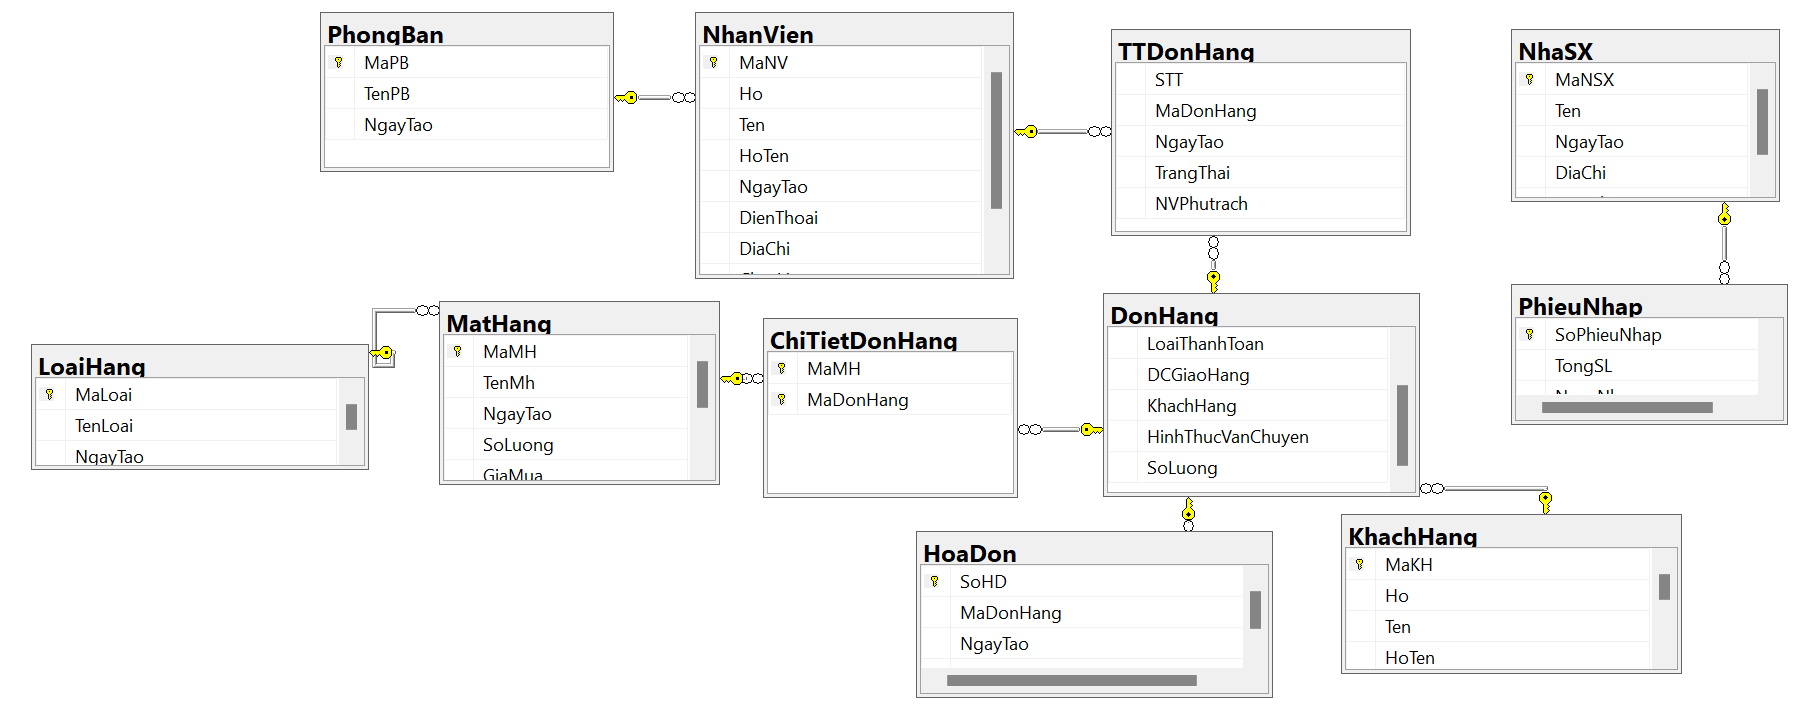 PhongBan
MaPB
TenPB
NgayTao
NhanVien
MaNV
Ho
Ten
HoTen
NgayTao
DienThoai
DiaChi
TTDonHang
STT
MaDonHang
NgayTao
TrangThai
NVPhutrach
NhaSX
MaNSX
Ten
NgayTao
DiaChi
LoaiHang
MaLoai
TenLoai
NgayTao
MatHang
MaMH
TenMh
NgayTao
SoLuong
GiaMua
ChiTietDonHang
MaMH
MaDonHang
DonHang
LoaiThanhToan
DCGiaoHang
KhachHang
HinhThucVanChuyen
SoLuong
PhieuNhap
SoPhieuNhap
TongSL
HoaDon
SoHD
MaDonHang
NgayTao
KhachHang
MaKH
Ho
Ten
HoTen